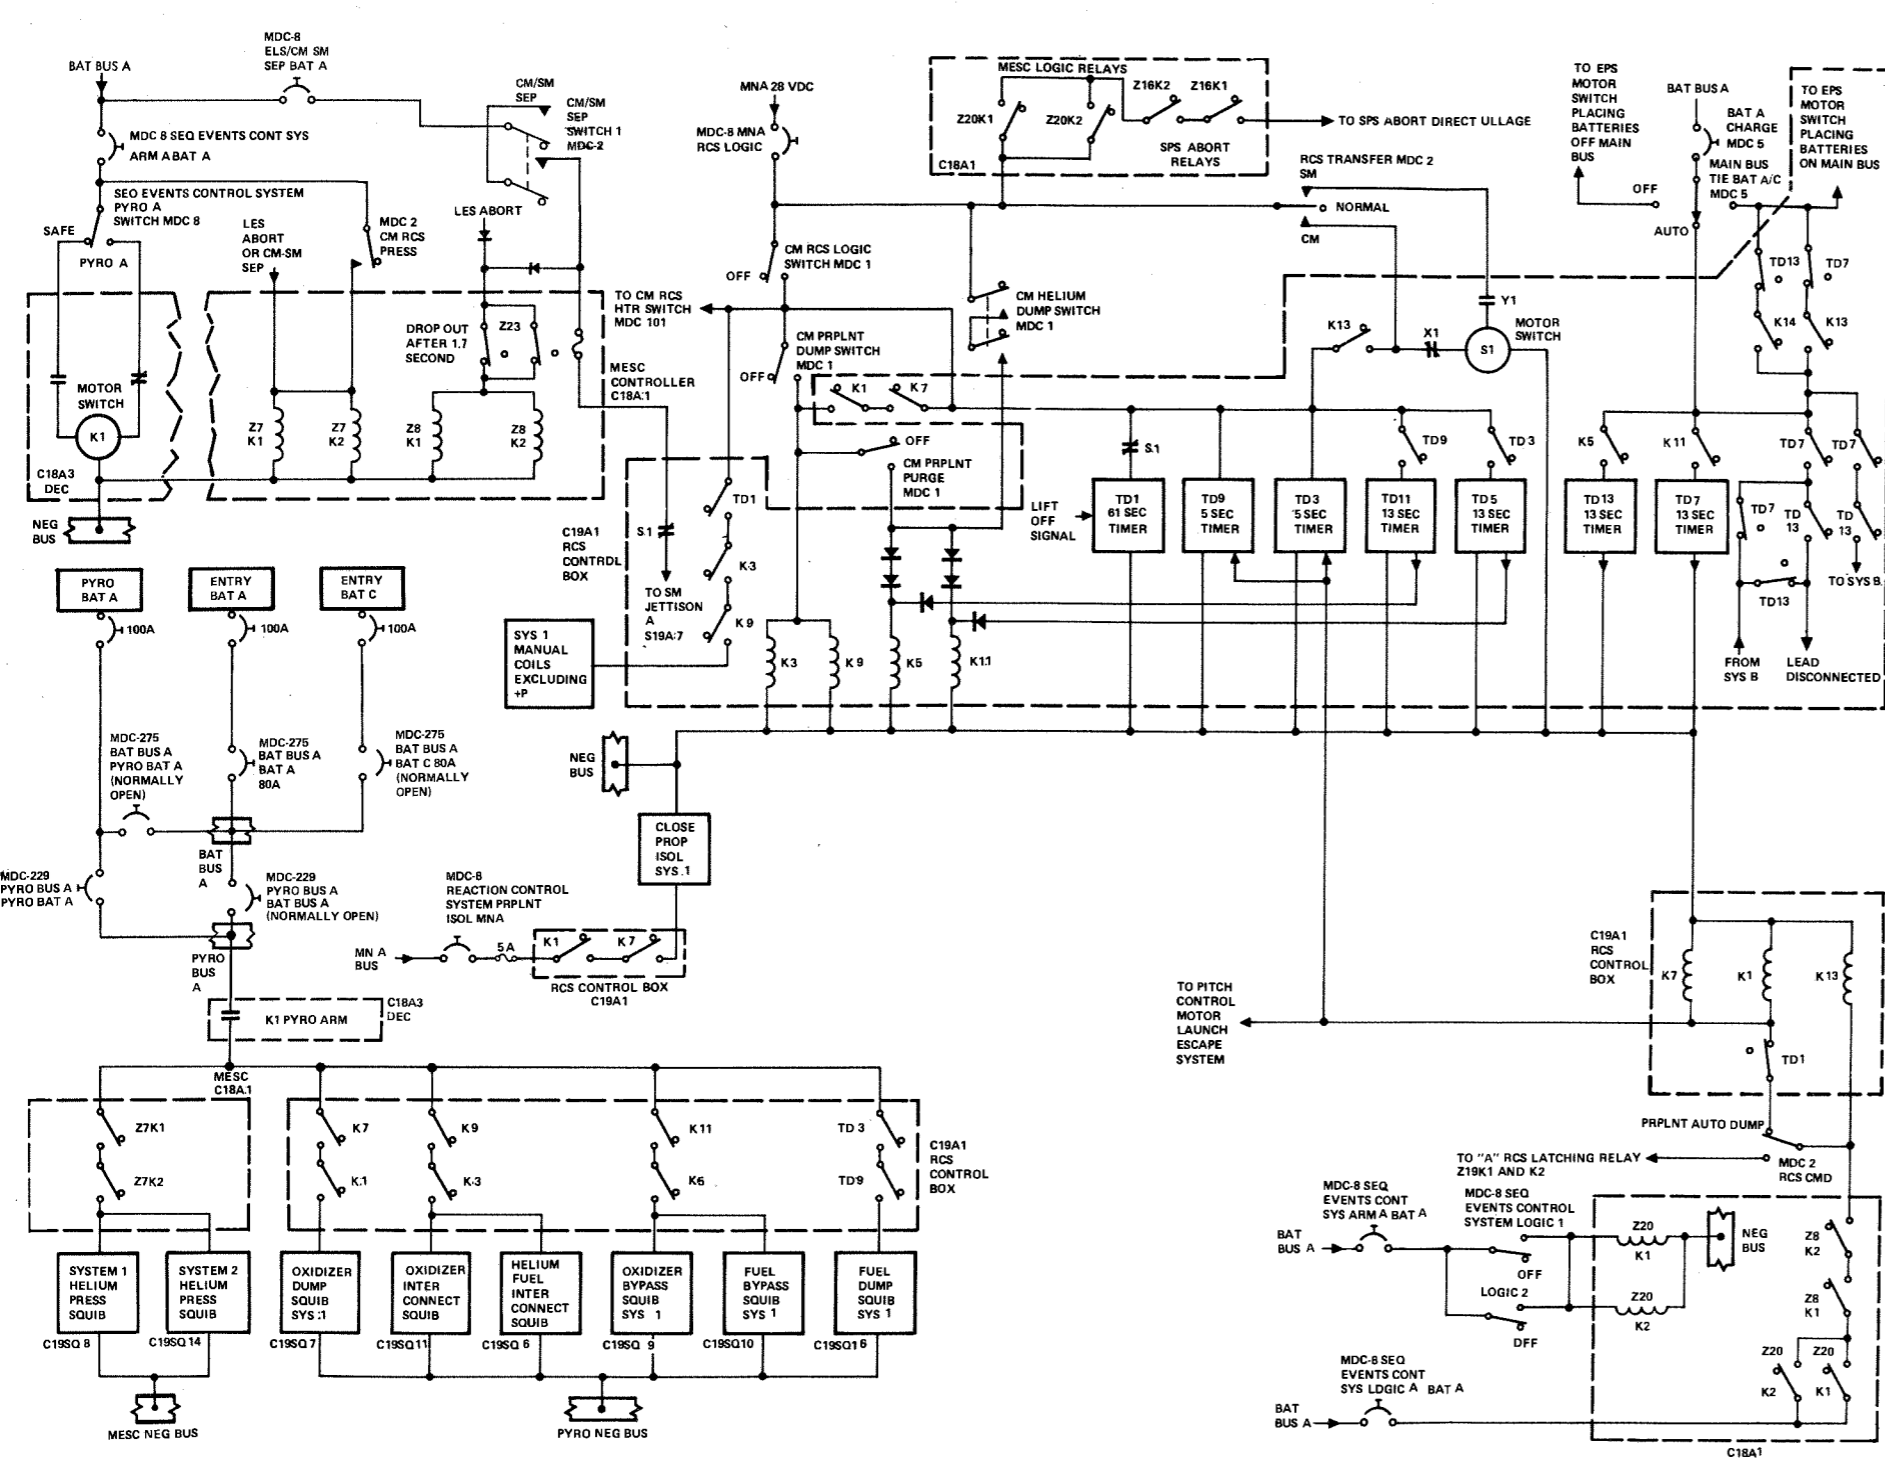 MDC-8
ELS/CM SM
SEP BAT A
BAT BUS A
MDC 8 SEQ EVENTS CONT SYS
ARM A BAT A
SEO EVENTS CONTROL SYSTEM
PYRO A
SWITCH MDC 8
SAFE
PYRO A
LES
ABORT
OR CM-SM
SEP
MDC 2
CM RCS
PRESS
CM/SM
SEP
CM/SM
SEP
SWITCH 1
MDC-2
LES ABORT
MOTOR
SWITCH
K1
C18A3
DEC
NEG
BUS
Z7
K1
Z7
K2
DROP OUT
AFTER 1.7
SECOND
Z23
Z8
K1
Z8
K2
TO CM RCS
HTR SWITCH
MDC 101
MESC
CONTROLLER
C18A:1
MNA 28 VDC
MDC-8 MNA
RCS LOGIC
OFF
CM RCS LOGIC
SWITCH MDC 1
CM PRPLNT
DUMP SWITCH
MDC 1
OFF
K1
K7
OFF
CM PRPLNT
PURGE
MDC 1
MESC LOGIC RELAYS
Z20K1
Z20K2
Z16K2
Z16K1
C18A1
SPS ABORT
RELAYS
TO SPS ABORT DIRECT ULLAGE
RCS TRANSFER MDC 2
SM
NORMAL
CM
CM HELIUM
DUMP SWITCH
MDC 1
K13
X1
Y1
S1
MOTOR
SWITCH
TO EPS
MOTOR
SWITCH
PLACING
BATTERIES
OFF MAIN
BUS
OFF
BAT BUS A
BAT A
CHARGE
MDC 5
MAIN BUS
TIE BAT A/C
MDC 5
AUTO
TO EPS
MOTOR
SWITCH
PLACING
BATTERIES
ON MAIN BUS
TD13
TD7
K14
K13
S.1
TD9
TD3
K5
K11
TD7
TD7
LIFT
OFF
SIGNAL
TD1
61 SEC
TIMER
TD9
5 SEC
TIMER
TD3
5 SEC
TIMER
TD11
13 SEC
TIMER
TD5
13 SEC
TIMER
TD13
13 SEC
TIMER
TD7
13 SEC
TIMER
TD7
TD
13
TD
13
TO SYS B
TD13
FROM
SYS B
LEAD
DISCONNECTED
C19A1
RCS
CONTRDL
BOX
S.1
TO SM
JETTISON
A
S19A:7
TD1
K.3
K9
SYS 1
MANUAL
COILS
EXCLUDING
+P
K3
K9
K5
K1.1
PYRO
BAT A
ENTRY
BAT A
ENTRY
BAT C
100A
100A
100A
MDC-275
BAT BUS A
PYRO BAT A
(NORMALLY
OPEN)
MDC-275
BAT BUS A
BAT A
80A
MDC-275
BAT BUS A
BAT C 80A
(NORMALLY
OPEN)
BAT
BUS
A
MDC-229
PYRO BUS A
PYRO BAT A
MDC-229
PYRO BUS A
BAT BUS A
(NORMALLY OPEN)
PYRO
BUS
A
K1 PYRO ARM
C18A3
DEC
NEG
BUS
CLOSE
PROP
ISOL
SYS.1
MDC-8
REACTION CONTROL
SYSTEM PRPLNT
ISOL MNA
MN A
BUS
5A
K1
K7
RCS CONTROL BOX
C19A1
MESC
C18A.1
Z7K1
Z7K2
K7
K.1
K9
K.3
K11
K6
TD3
TD9
C19A1
RCS
CONTROL
BOX
SYSTEM 1
HELIUM
PRESS
SQUIB
SYSTEM 2
HELIUM
PRESS
SQUIB
OXIDIZER
DUMP
SQUIB
SYS :1
OXIDIZER
INTER
CONNECT
SQUIB
HELIUM
FUEL
INTER
CONNECT
SQUIB
OXIDIZER
BYPASS
SQUIB
SYS 1
FUEL
BYPASS
SQUIB
SYS 1
FUEL
DUMP
SQUIB
SYS 1
C19SQ8
C19SQ14
C19SQ7
C19SQ11
C19SQ6
C19SQ 9
C19SQ10
C19SQ16
MESC NEG BUS
PYRO NEG BUS
TO PITCH
CONTROL
MOTOR
LAUNCH
ESCAPE
SYSTEM
C19A1
RCS
CONTROL
BOX
K7
K1
K13
TD1
PRPLNT AUTO DUMP
TO "A" RCS LATCHING RELAY
Z19K1 AND K2
MDC 2
RCS CMD
MDC-8 SEQ
EVENTS CONT
SYS ARM A BAT A
BAT
BUS A
MDC-8 SEQ
EVENTS CONTROL
SYSTEM LOGIC 1
OFF
LOGIC 2
DFF
Z20
K1
Z20
K2
NEG
BUS
Z8
K2
Z8
K1
Z20
K2
Z20
K1
MDC-8 SEQ
EVENTS CONT
SYS LDGIC A BAT A
BAT
BUS A
C18A1